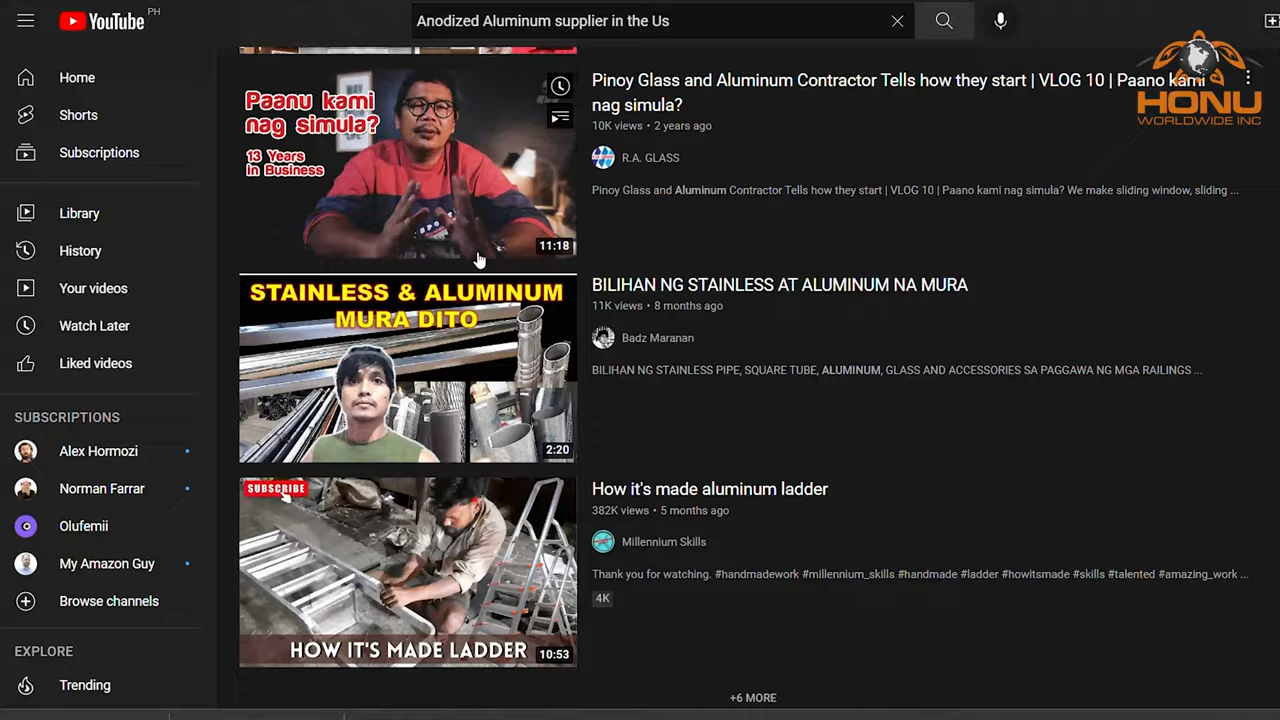 YouTube PH
Anodized Aluminum supplier in the Us
HONU
WORLDWIDE INC
Home
Shorts
Subscriptions
Library
History
Your videos
Watch Later
Liked videos
SUBSCRIPTIONS
Alex Hormozi
Norman Farrar
Olufemii
My Amazon Guy
Browse channels
EXPLORE
Trending
Paanu kami
nag simula?
13 Years
in Business
11:18
Pinoy Glass and Aluminum Contractor Tells how they start | VLOG 10 | Paano kami
nag simula?
10K views • 2 years ago
R.A. GLASS
Pinoy Glass and Aluminum Contractor Tells how they start | VLOG 10 | Paano kami nag simula? We make sliding window, sliding ...
STAINLESS & ALUMINUM
MURA DITO
2:20
BILIHAN NG STAINLESS AT ALUMINUM NA MURA
11K views • 8 months ago
Badz Maranan
BILIHAN NG STAINLESS PIPE, SQUARE TUBE, ALUMINUM, GLASS AND ACCESSORIES SA PAGGAWA NG MGA RAILINGS ...
SUBSCRIBE
HOW IT'S MADE LADDER
10:53
How it's made aluminum ladder
382K views • 5 months ago
Millennium Skills
Thank you for watching. #handmadework #millennium_skills #handmade #ladder #howitsmade #skills #talented #amazing_work ...
4K
+6 MORE